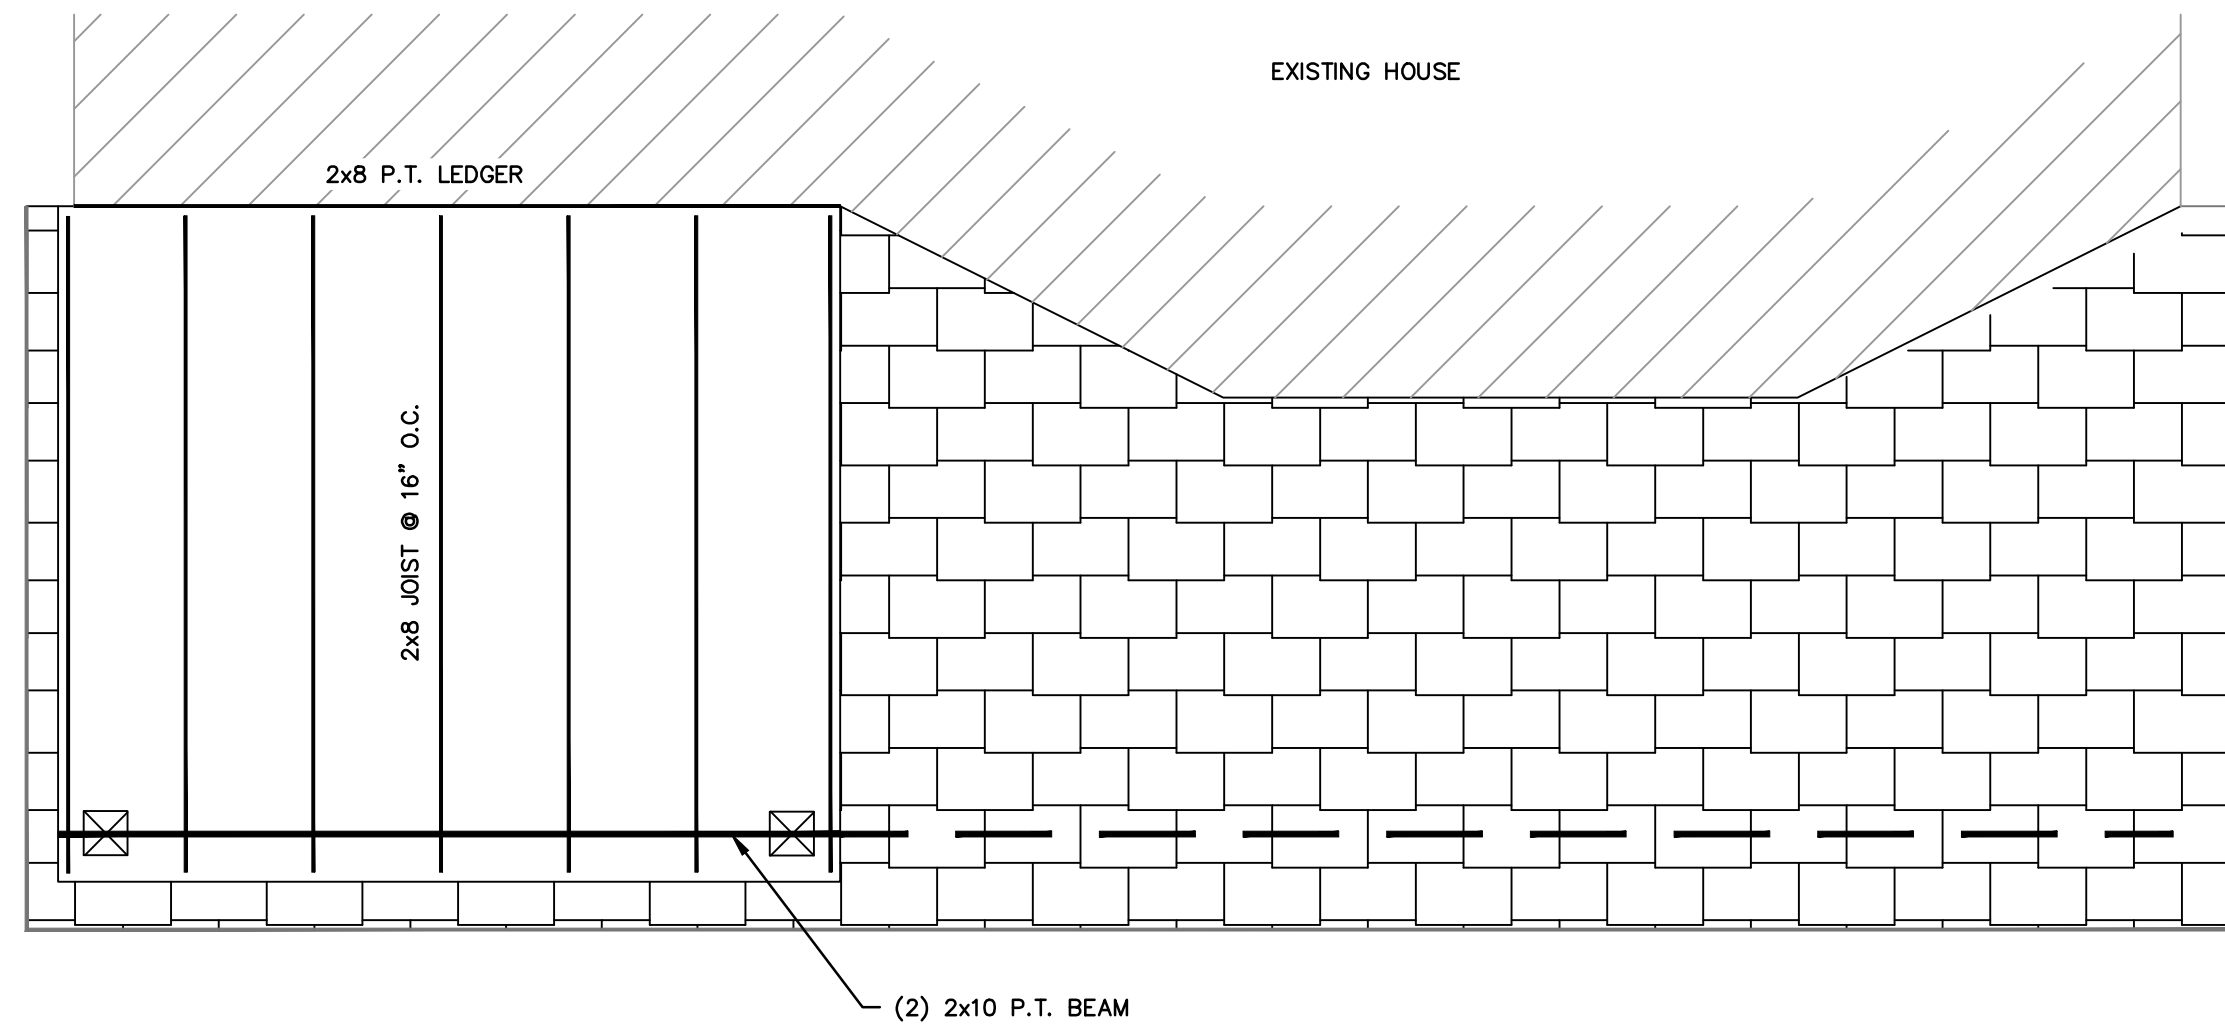 EXISTING HOUSE
2x8 P.T. LEDGER
2x8 JOIST @ 16” O.C.
(2) 2x10 P.T. BEAM